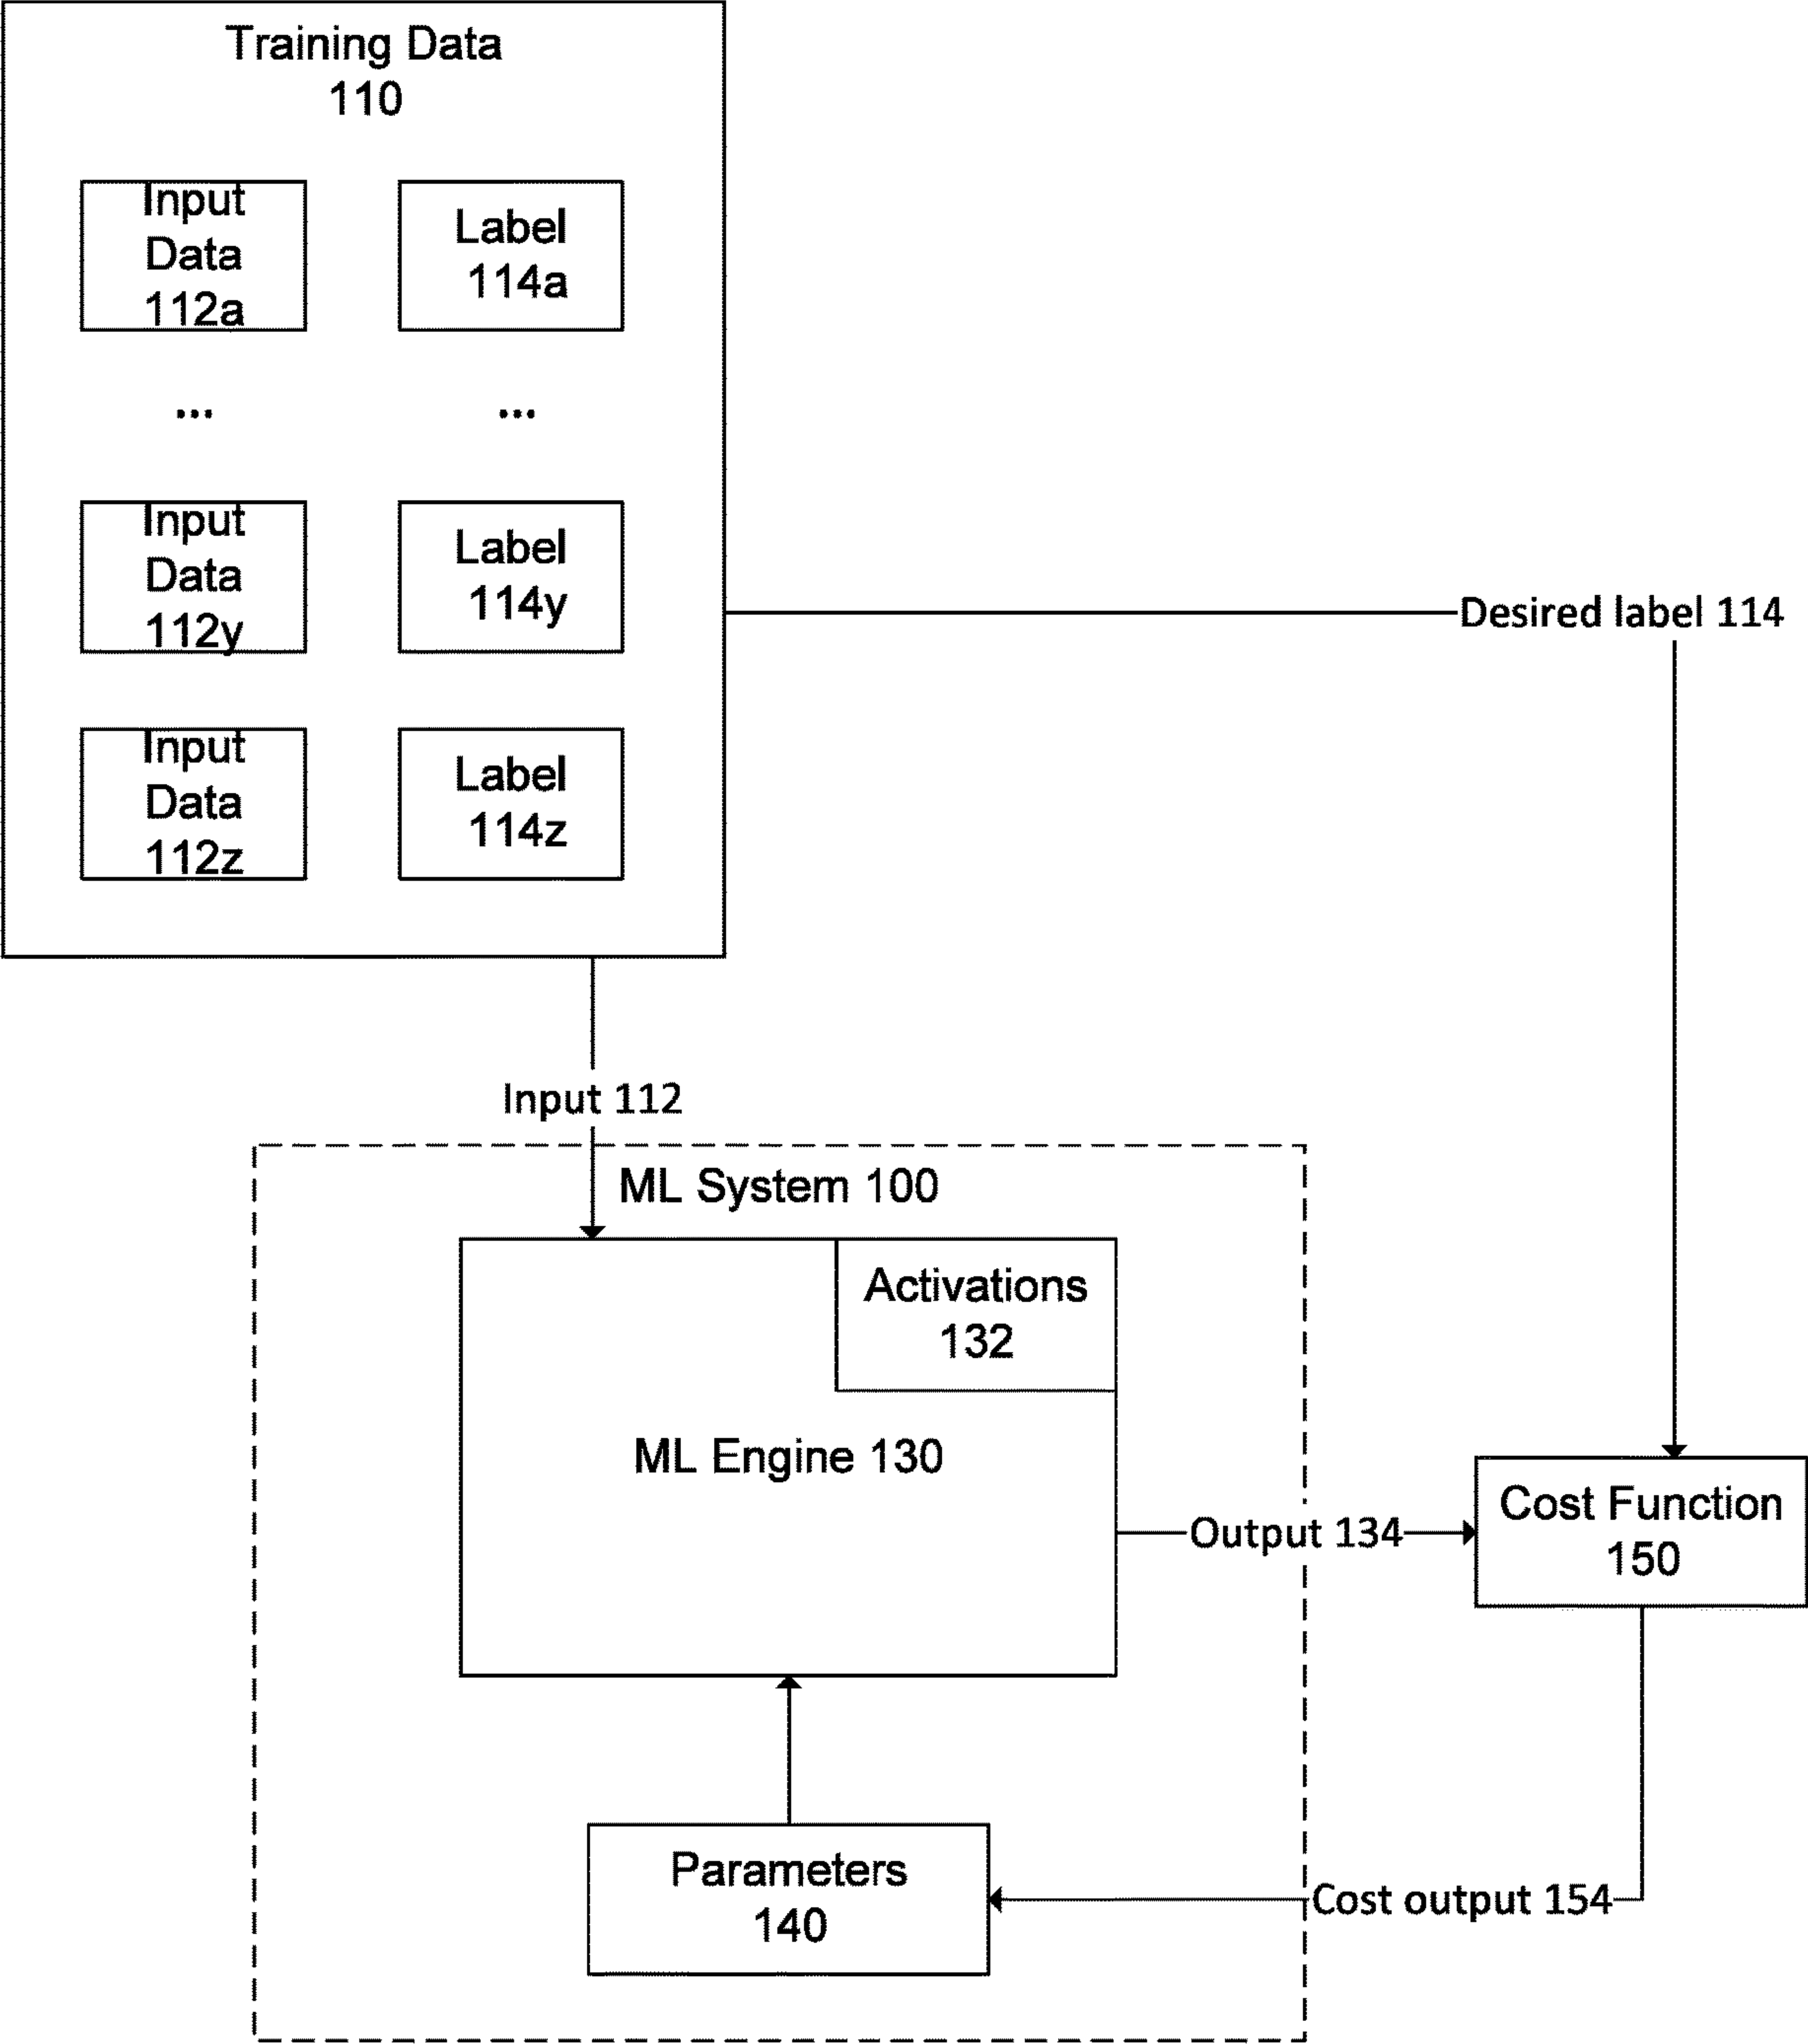 Training Data
110
Input
Data
112a
Label
114a
...
...
Input
Data
112y
Label
114y
Input
Data
112z
Label
114z
Desired label 114
Input 112
ML System 100
Activations
132
ML Engine 130
Output 134
Cost Function
150
Parameters
140
Cost output 154